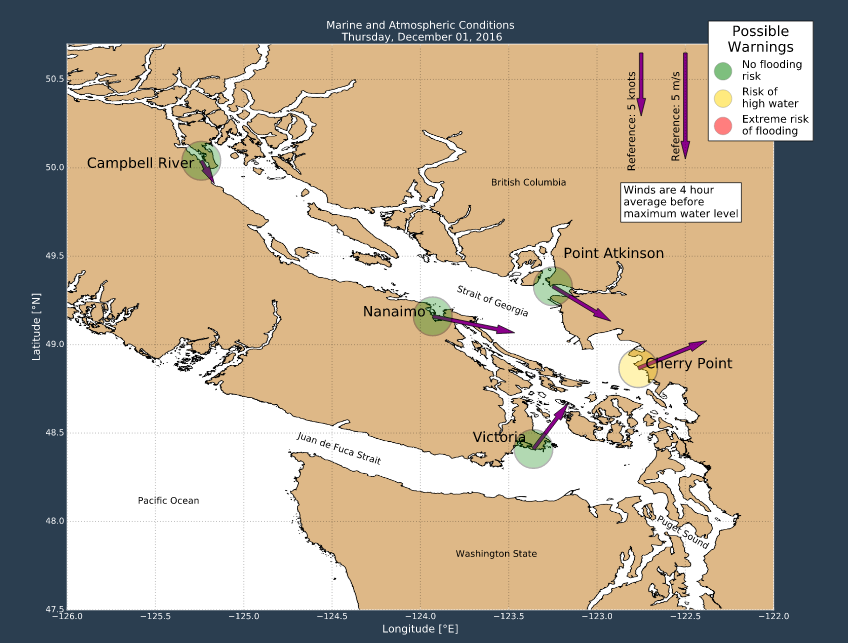 Marine and Atmospheric Conditions
Thursday, December 01, 2016
Possible
Warnings
No flooding
risk
Risk of
high water
Extreme risk
of flooding
Reference: 5 knots
Reference: 5 m/s
Winds are 4 hour
average before
maximum water level
British Columbia
Campbell River
Point Atkinson
Strait of Georgia
Nanaimo
Cherry Point
Victoria
Juan de Fuca Strait
Pacific Ocean
Puget Sound
Washington State
Latitude [°N]
50.5
50.0
49.5
49.0
48.5
48.0
47.5
−126.0 −125.5 −125.0 −124.5 −124.0 −123.5 −123.0 −122.5 −122.0
Longitude [°E]